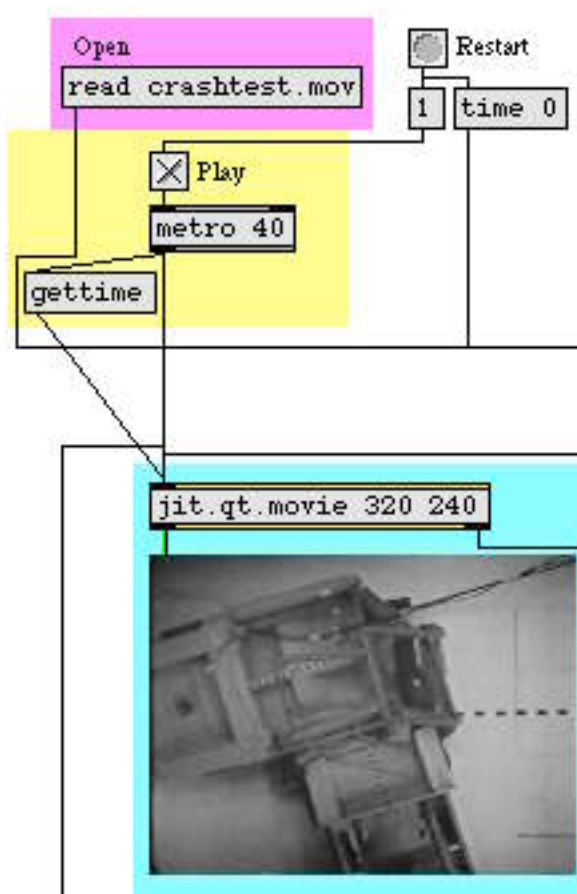 Open
Restart
read crashtest.mov
1
time 0
Play
metro 40
gettime
jit.qt.movie 320 240